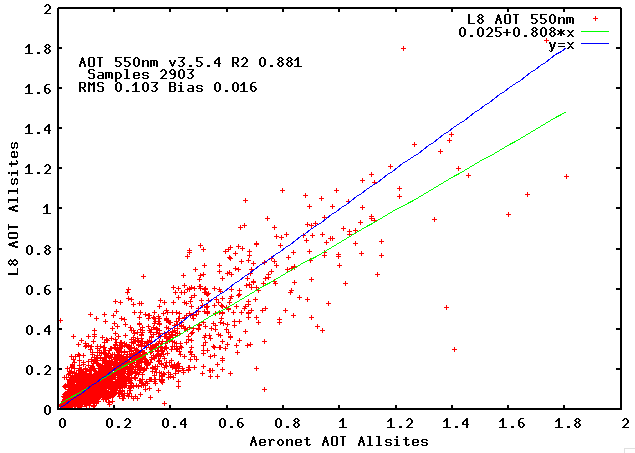 L8 AOT 550nm
0.025+0.808*x
y=x
AOT 550nm v3.5.4 R2 0.881
Samples 2903
RMS 0.103 Bias 0.016
2
1.8
1.6
1.4
1.2
1
0.8
0.6
0.4
0.2
0
L8 AOT Allsites
0 0.2 0.4 0.6 0.8 1 1.2 1.4 1.6 1.8 2
Aeronet AOT Allsites